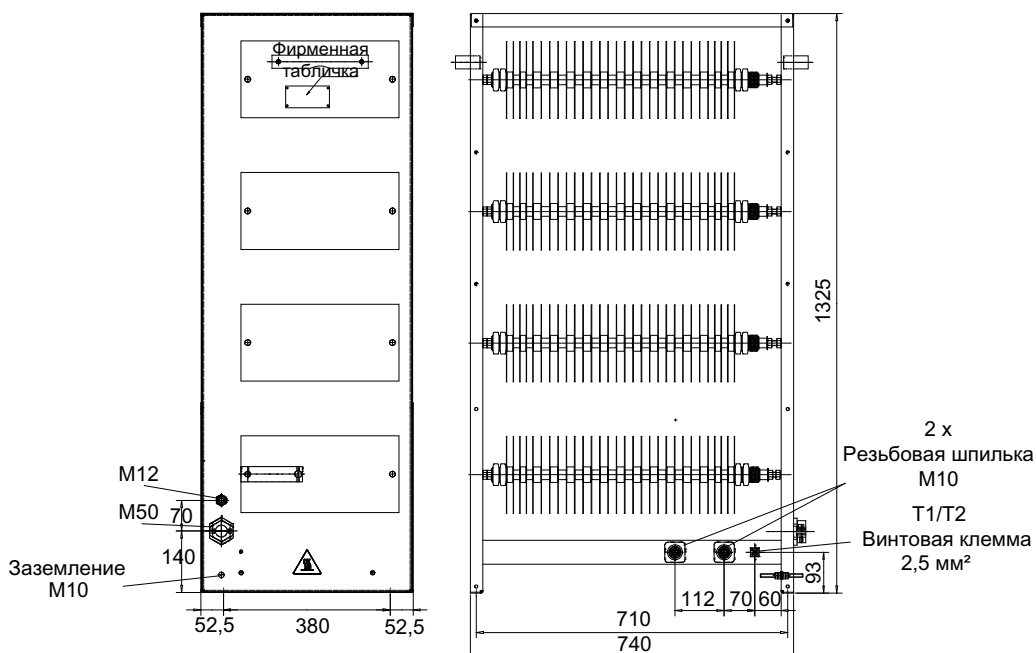 Фирменная
табличка
M12
M50
70
140
Заземление
M10
52,5
380
52,5
1325
2 x
Резьбовая шпилька
M10
T1/T2
Винтовая клемма
2,5 мм²
93
112
70
60
710
740